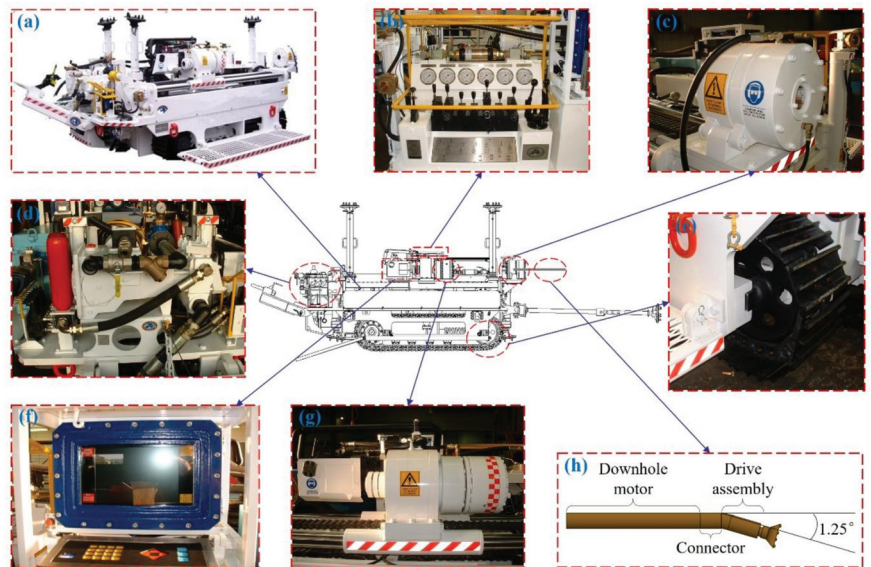 (a)
(b)
(c)
(d)
(e)
(f)
(g)
(h)
Downhole
motor
Drive
assembly
1.25°
Connector